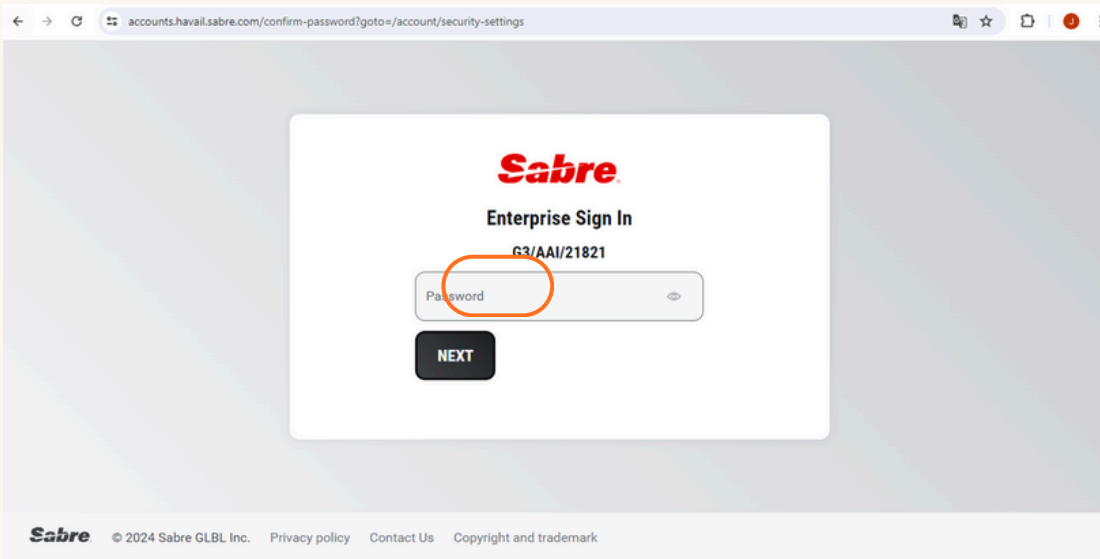 accounts.havail.sabre.com/confirm-password?goto=/account/security-settings
J
Sabre
Enterprise Sign In
G3/AAI/21821
Password
NEXT
Sabre © 2024 Sabre GLBL Inc. Privacy policy Contact Us Copyright and trademark